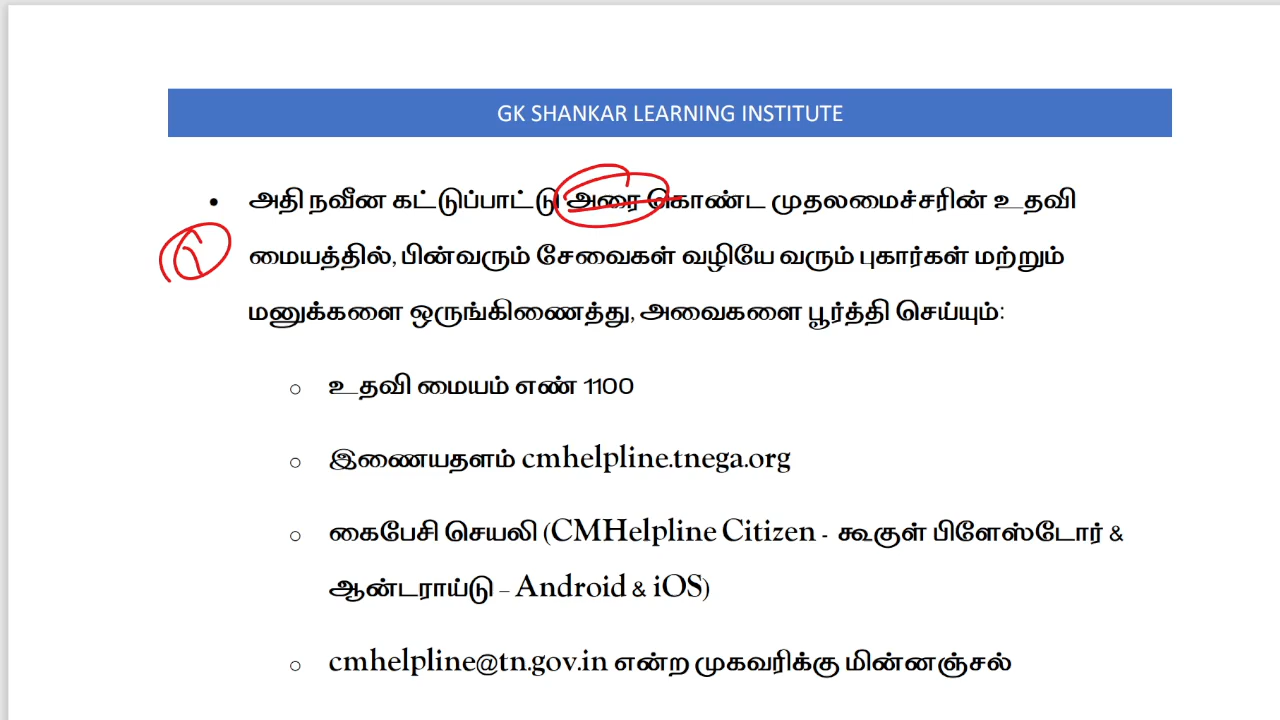 GK SHANKAR LEARNING INSTITUTE
அதி நவீன கட்டுப்பாட்டு அரை கொண்ட முதலமைச்சரின் உதவி
மையத்தில், பின்வரும் சேவைகள் வழியே வரும் புகார்கள் மற்றும்
மனுக்களை ஒருங்கிணைத்து, அவைகளை பூர்த்தி செய்யும்:
உதவி மையம் எண் 1100
இணையதளம் cmhelpline.tnega.org
கைபேசி செயலி (CMHelpline Citizen - கூகுள் பிளேஸ்டோர் &
ஆன்டராய்டு – Android & iOS)
cmhelpline@tn.gov.in என்ற முகவரிக்கு மின்னஞ்சல்